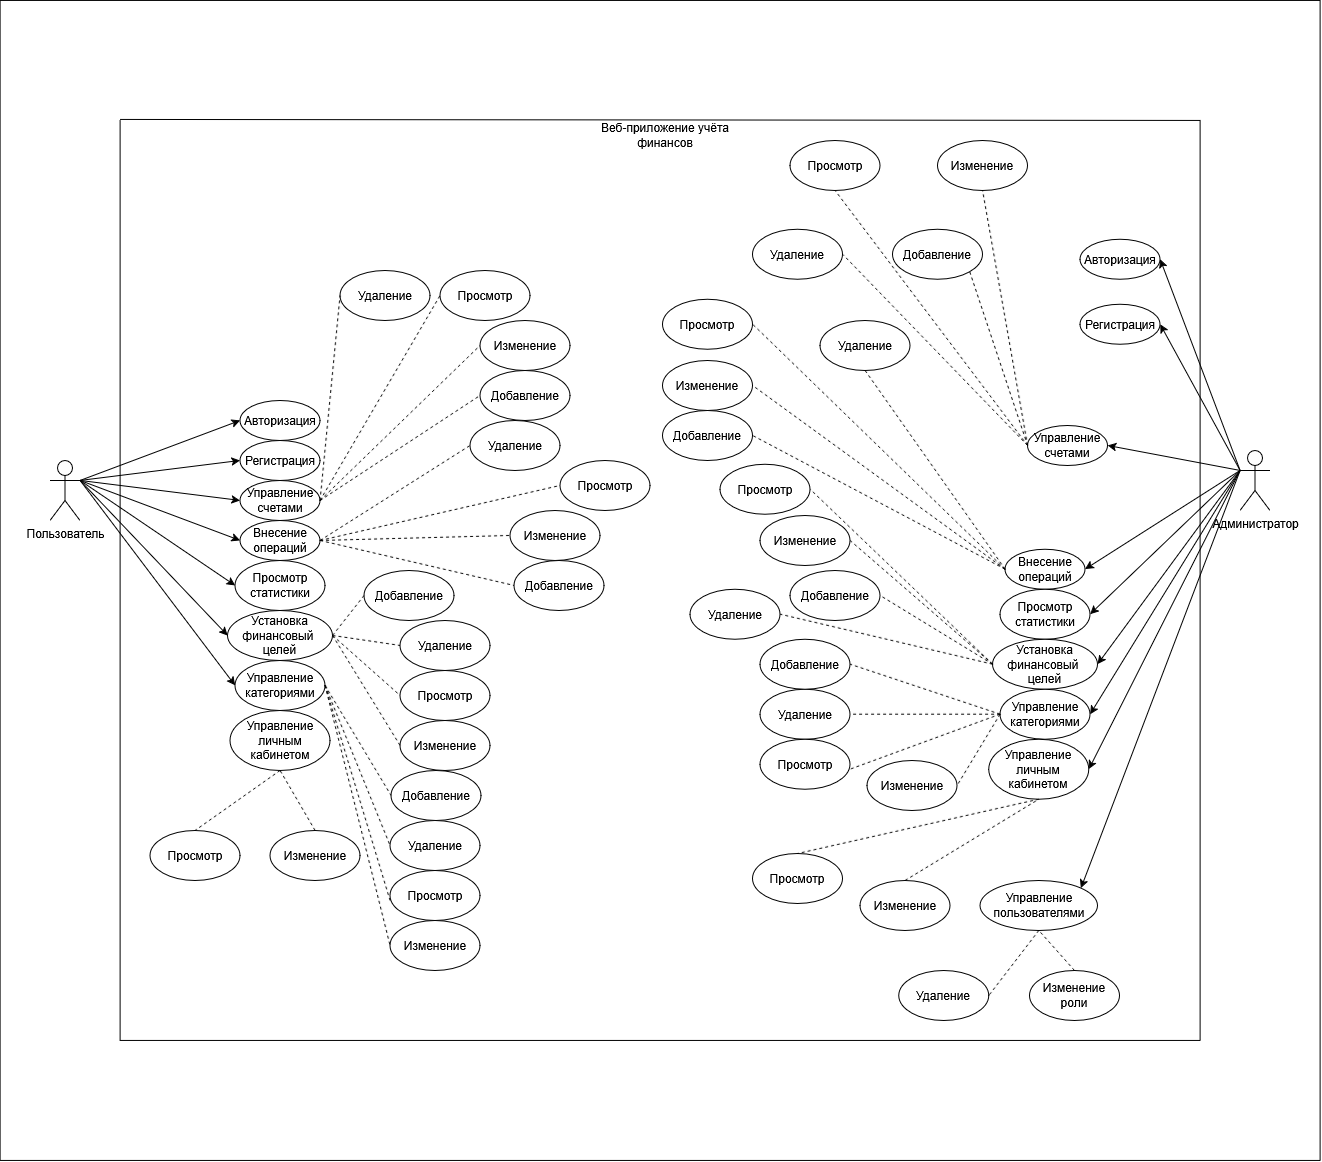 Веб-приложение учёта
финансов
Пользователь
Авторизация
Регистрация
Управление
счетами
Внесение
операций
Просмотр
статистики
Установка
финансовый
целей
Управление
категориями
Управление
личным
кабинетом
Просмотр
Изменение
Удаление
Просмотр
Изменение
Добавление
Удаление
Просмотр
Изменение
Добавление
Добавление
Удаление
Просмотр
Изменение
Добавление
Удаление
Просмотр
Изменение
Просмотр
Изменение
Удаление
Добавление
Просмотр
Удаление
Изменение
Добавление
Просмотр
Изменение
Добавление
Удаление
Добавление
Удаление
Просмотр
Изменение
Просмотр
Изменение
Удаление
Изменение
роли
Авторизация
Регистрация
Управление
счетами
Внесение
операций
Просмотр
статистики
Установка
финансовый
целей
Управление
категориями
Управление
личным
кабинетом
Управление
пользователями
Администратор